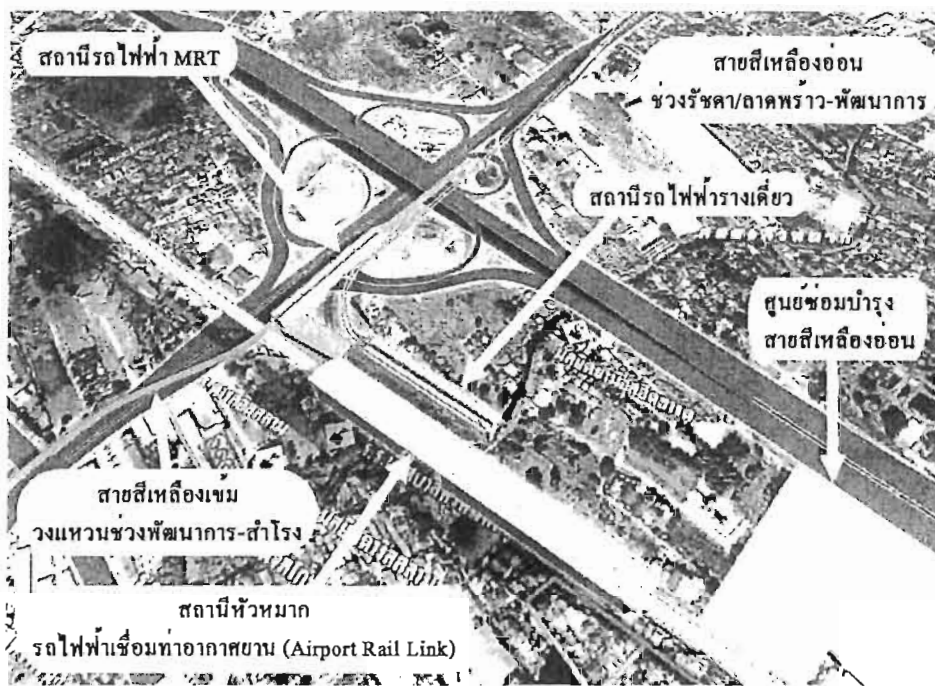 สถานีรถไฟฟ้า MRT
สายสีเหลืองอ่อน
ช่วงรัชดา/ลาดพร้าว-พัฒนาการ
สถานีรถไฟฟ้ารางเดี่ยว
ศูนย์ซ่อมบำรุง
สายสีเหลืองอ่อน
สายสีเหลืองเข้ม
วงแหวนช่วงพัฒนาการ-สำโรง
สถานีหัวหมาก
รถไฟฟ้าเชื่อมท่าอากาศยาน (Airport Rail Link)